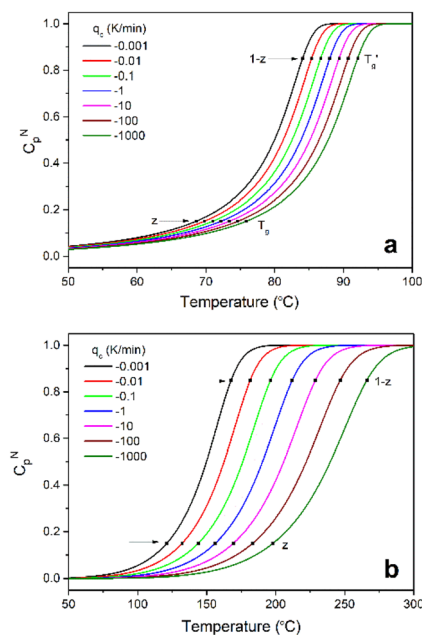 q_c (K/min)
-0.001
-0.01
-0.1
-1
-10
-100
-1000
1-z
T_g'
z
T_g
a
C_p^N
1.0
0.8
0.6
0.4
0.2
0.0
50 60 70 80 90 100
Temperature (°C)
q_c (K/min)
-0.001
-0.01
-0.1
-1
-10
-100
-1000
1-z
z
b
C_p^N
1.0
0.8
0.6
0.4
0.2
0.0
50 100 150 200 250 300
Temperature (°C)